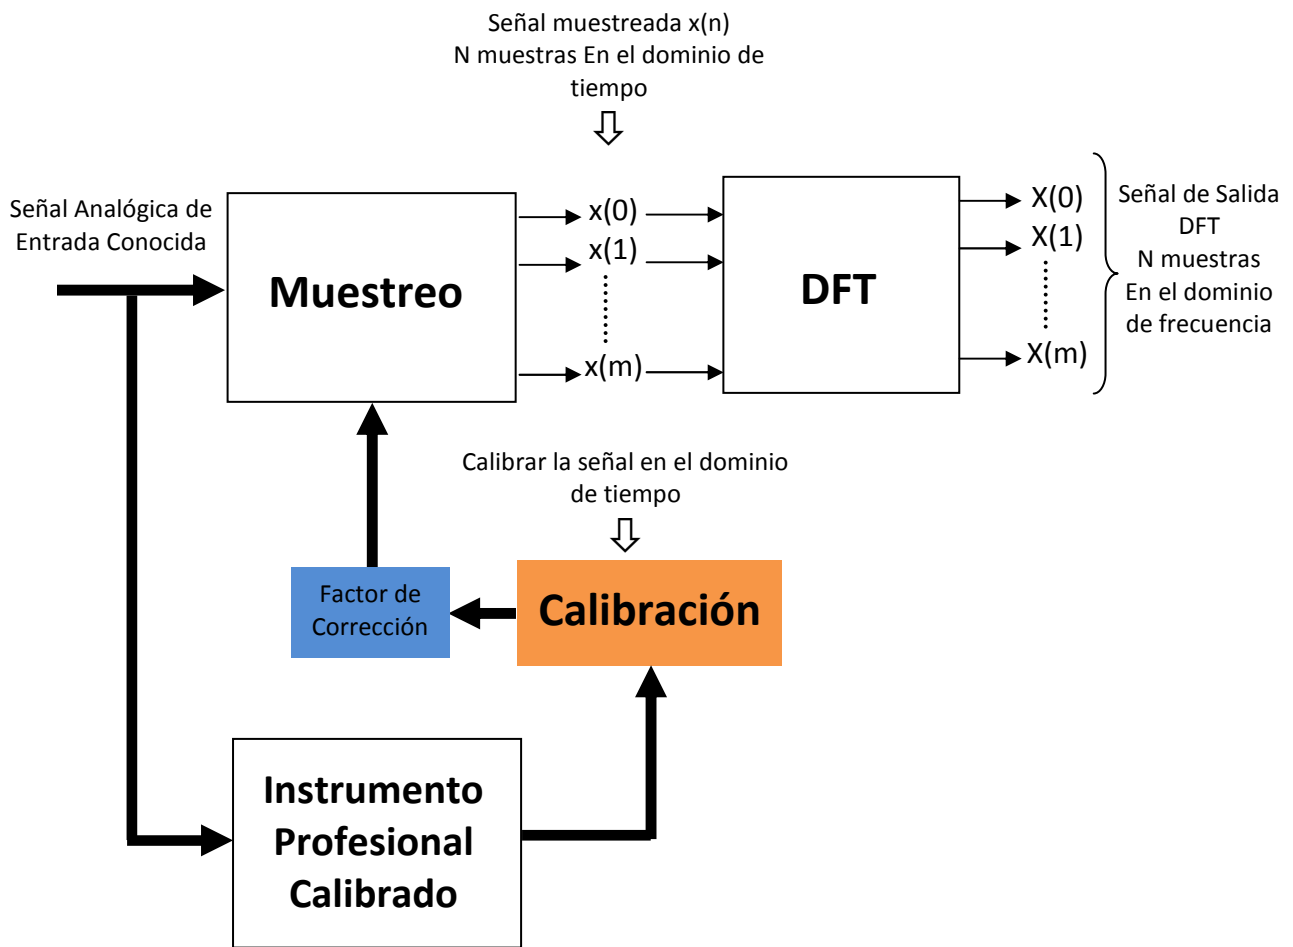 Señal muestreada x(n)
N muestras En el dominio de
tiempo
Señal Analógica de
Entrada Conocida
Muestreo
x(0)
x(1)
x(m)
DFT
X(0)
X(1)
X(m)
Señal de Salida
DFT
N muestras
En el dominio
de frecuencia
Calibrar la señal en el dominio
de tiempo
Factor de
Corrección
Calibración
Instrumento
Profesional
Calibrado